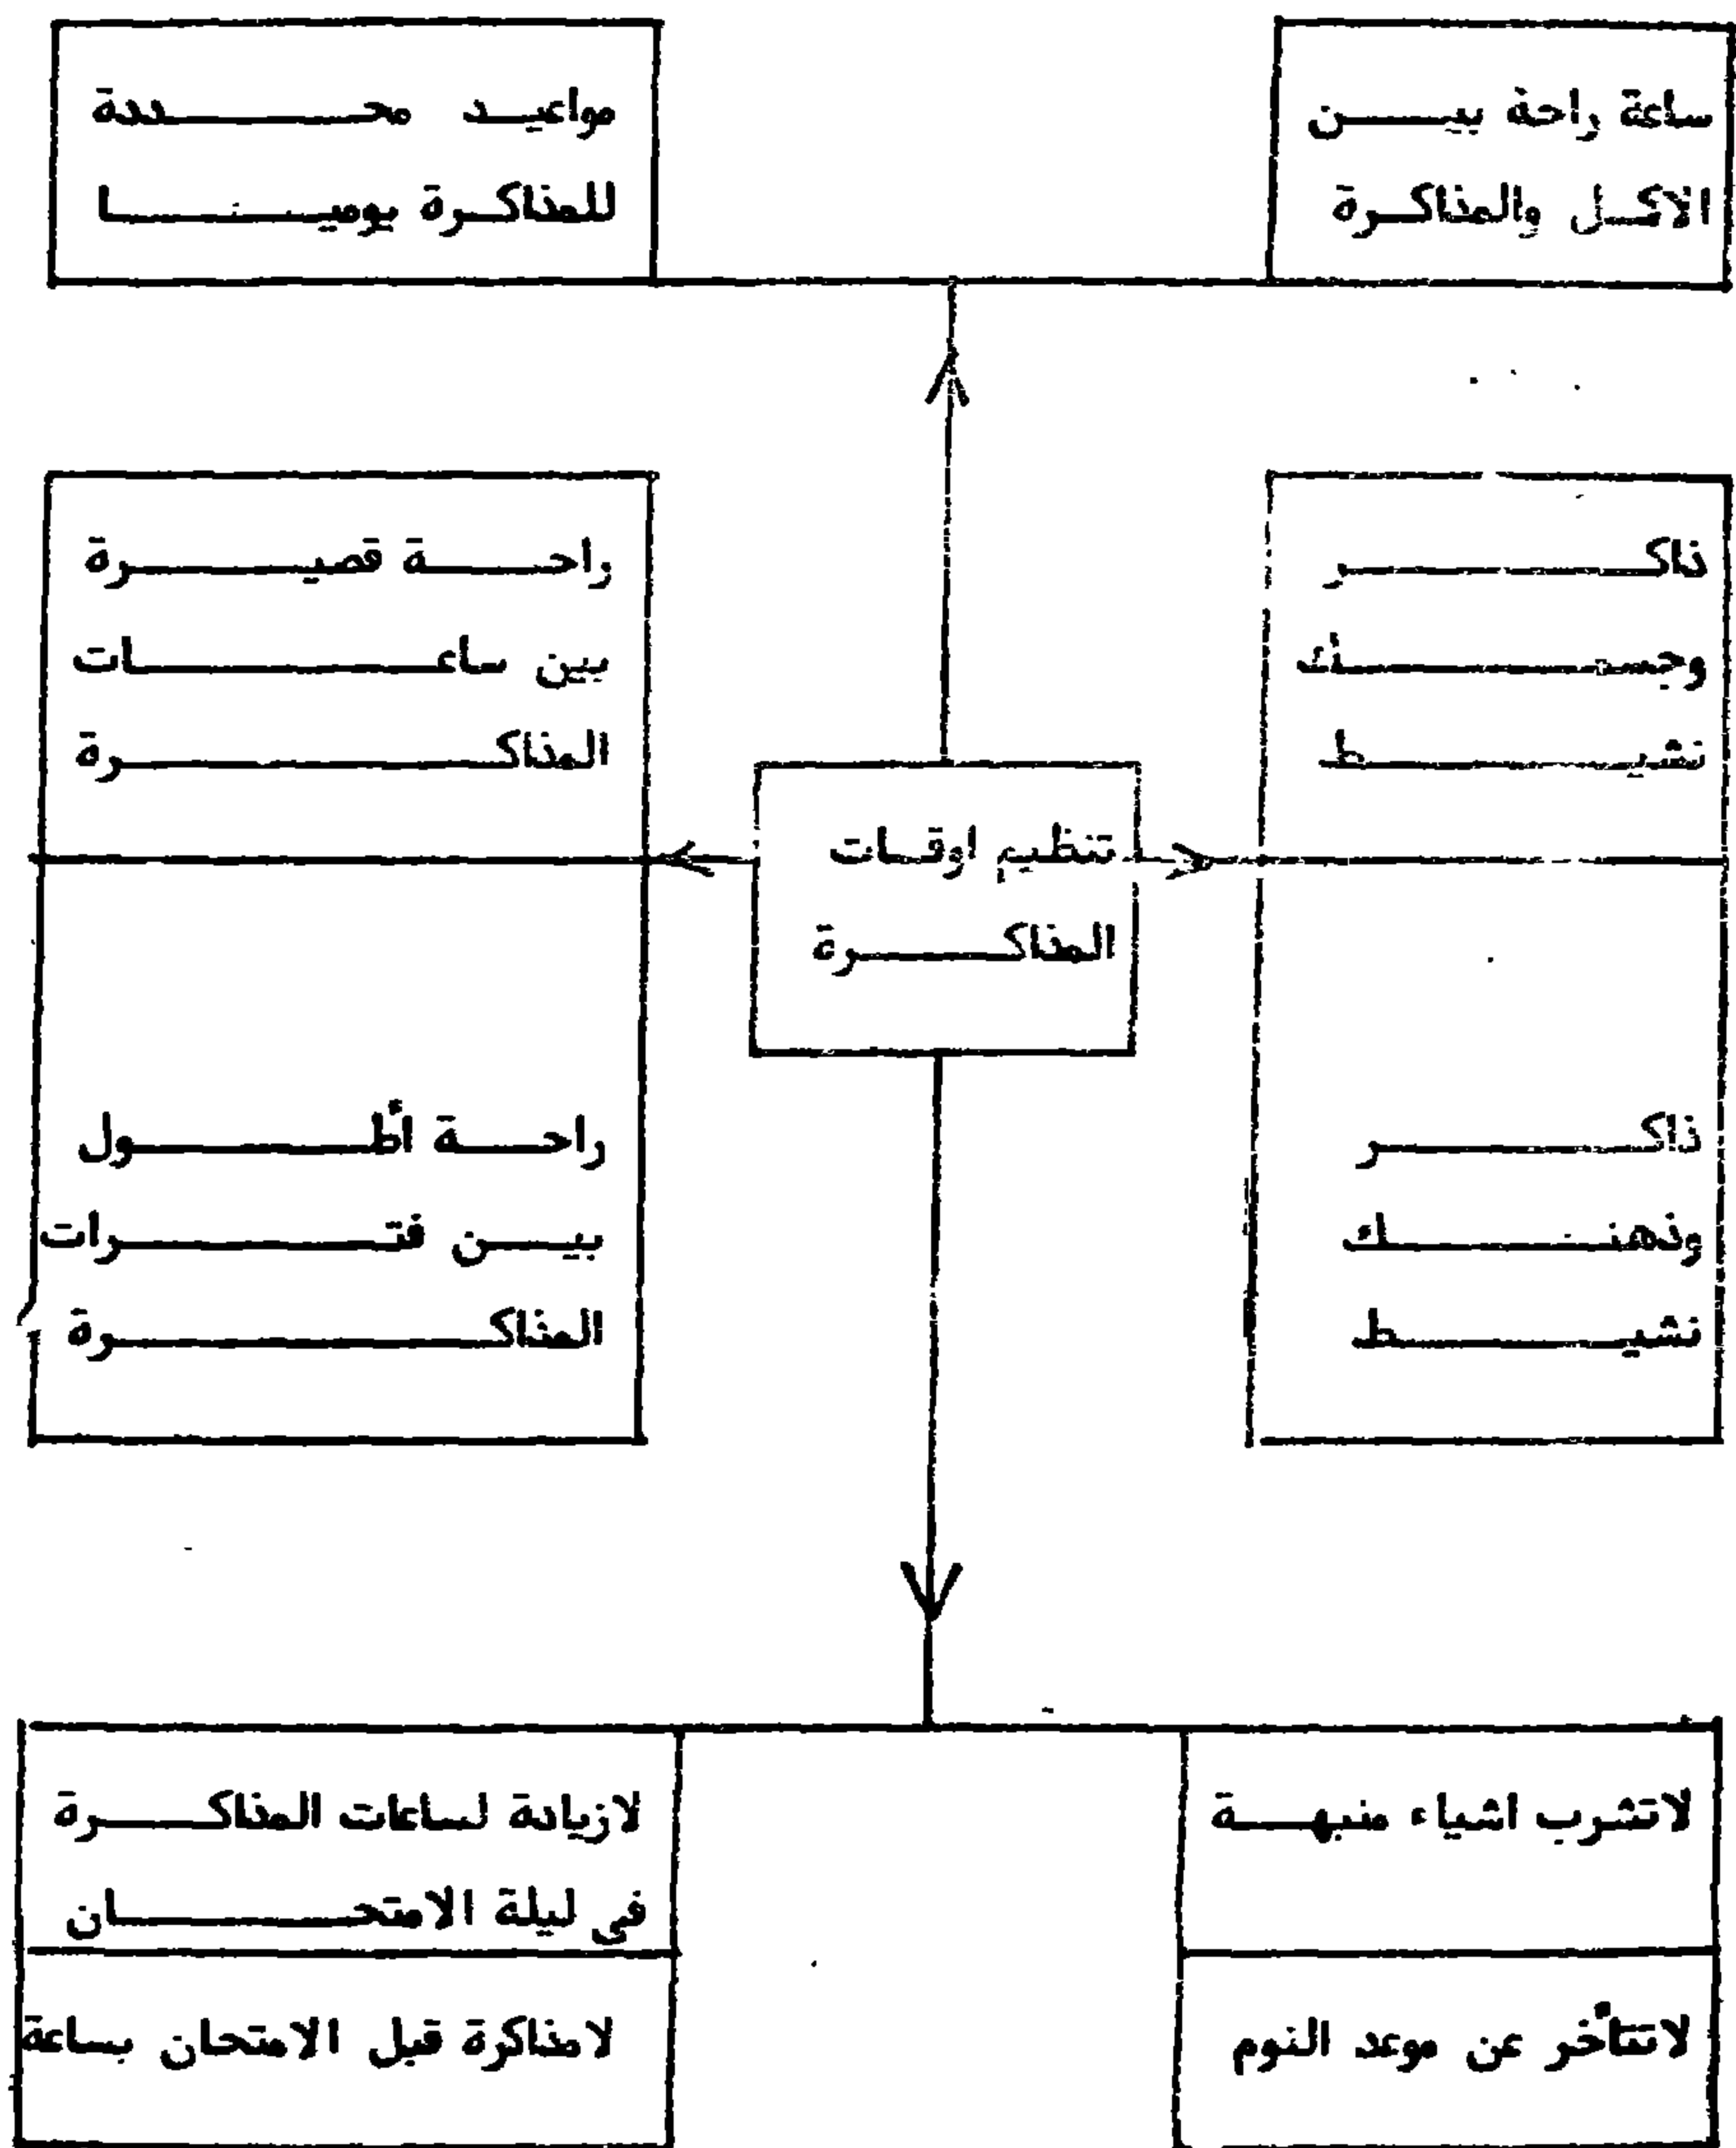 ساعة راحة بين
الاكل والمذاكرة
مواعيد محددة
للمذاكرة يوميا
ذاكر
وجسمك
نشيط
راحة قصيرة
بين ساعات
المذاكرة
تنظيم اوقات
المذاكرة
ذاكر
وذهنك
نشيط
راحة أطول
بين فترات
المذاكرة
لاتشرب اشياء منبهة
لاتتأخر عن موعد النوم
لازيادة لساعات المذاكرة
في ليلة الامتحان
لامذاكرة قبل الامتحان بساعة